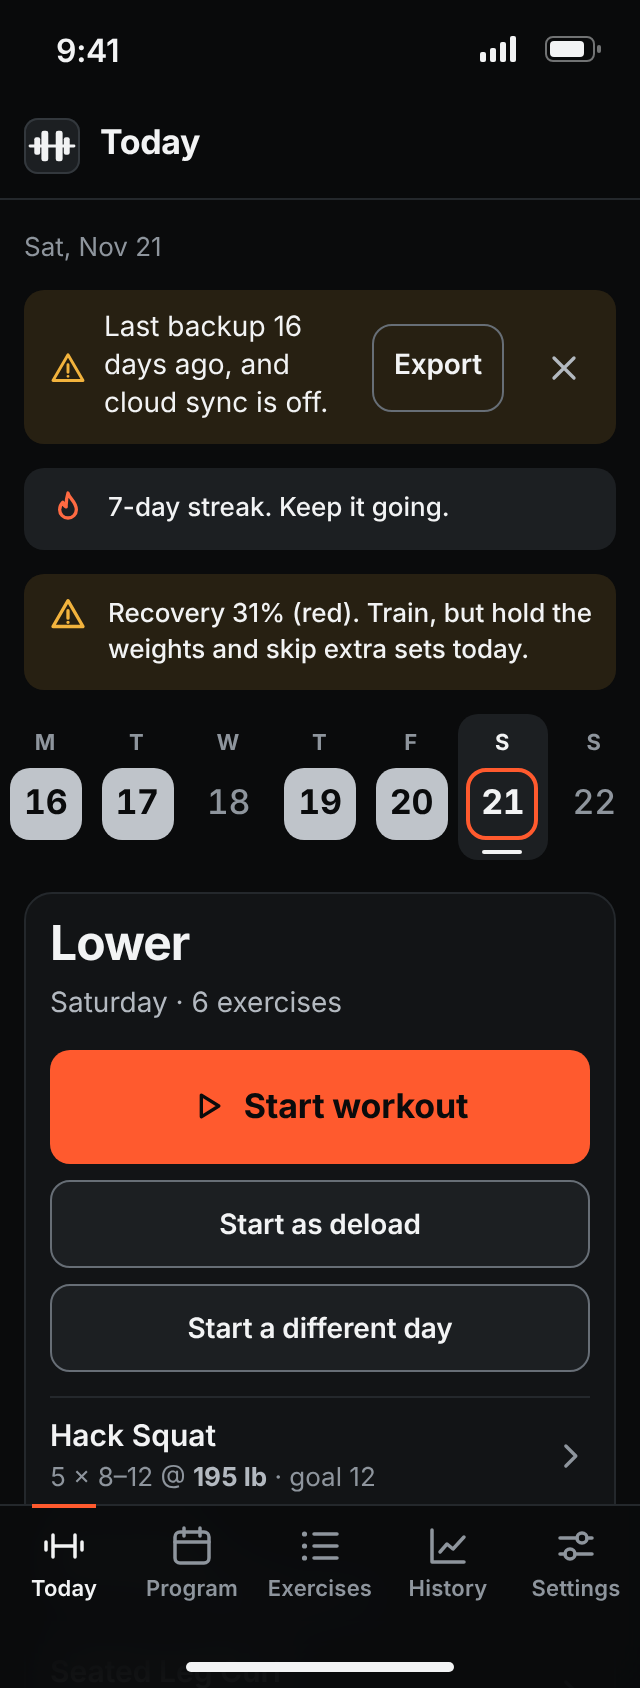 9:41
Today
Sat, Nov 21
Last backup 16
days ago, and
cloud sync is off.
Export
7-day streak. Keep it going.
Recovery 31% (red). Train, but hold the
weights and skip extra sets today.
M T W T F S S
16 17 18 19 20 21 22
Lower
Saturday · 6 exercises
Start workout
Start as deload
Start a different day
Hack Squat
5 × 8–12 @ 195 lb · goal 12
Today Program Exercises History Settings
Seated Leg Curl